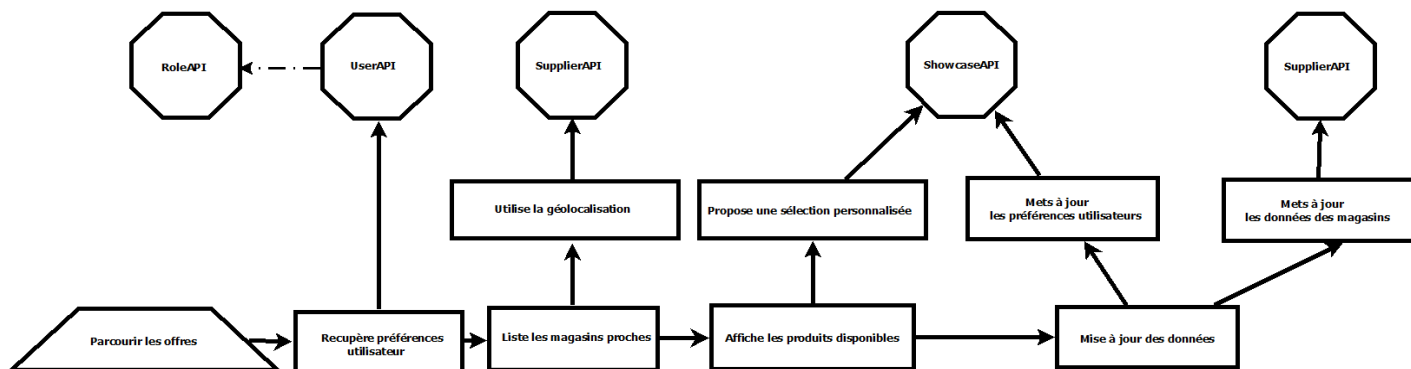 RoleAPI
UserAPI
SupplierAPI
ShowcaseAPI
SupplierAPI
Utilise la géolocalisation
Propose une sélection personnalisée
Mets à jour
les préférences utilisateurs
Mets à jour
les données des magasins
Parcourir les offres
Recupère préférences
utilisateur
Liste les magasins proches
Affiche les produits disponibles
Mise à jour des données